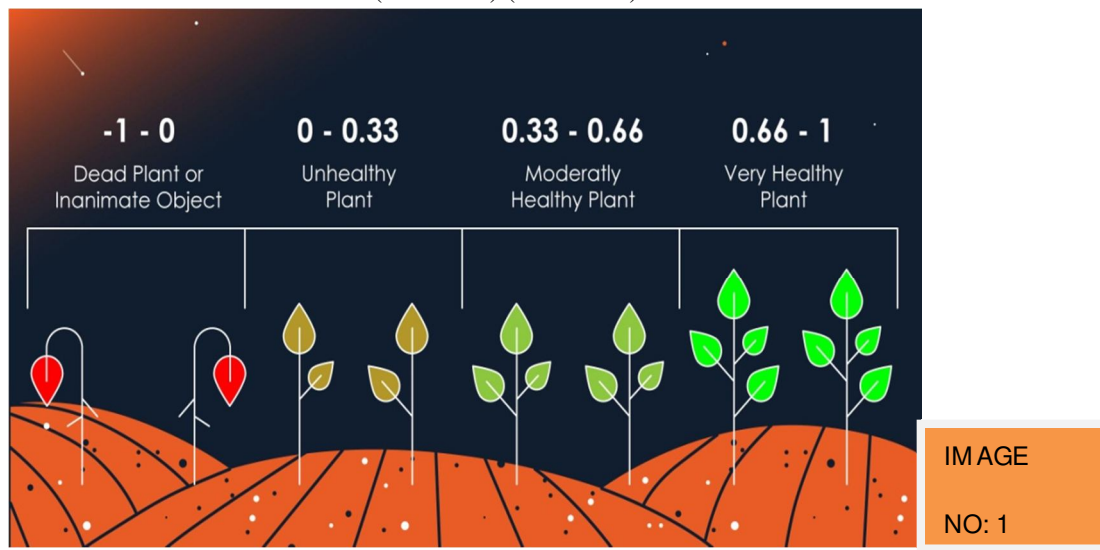 -1 - 0
Dead Plant or
Inanimate Object
0 - 0.33
Unhealthy
Plant
0.33 - 0.66
Moderatly
Healthy Plant
0.66 - 1
Very Healthy
Plant
IMAGE
NO: 1